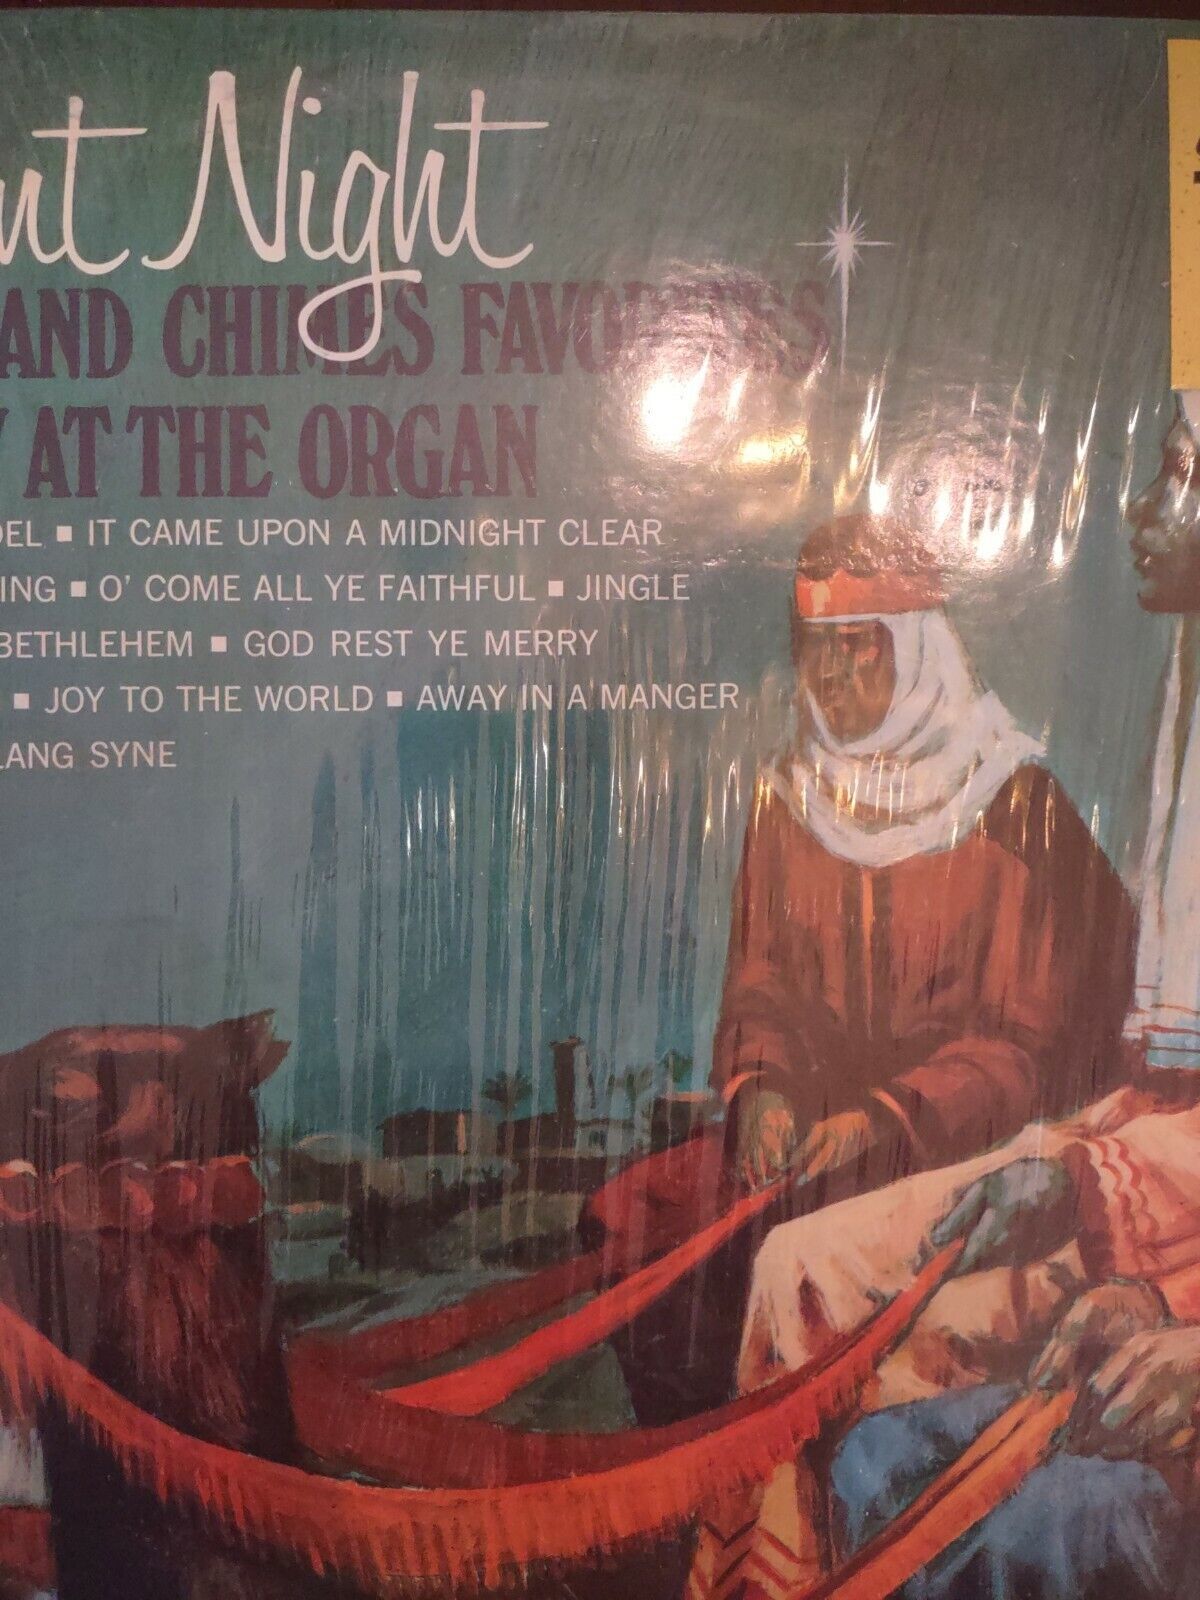 nt Night
AND CHIMES FAVORITES
Y AT THE ORGAN
DEL ▪ IT CAME UPON A MIDNIGHT CLEAR
ING ▪ O' COME ALL YE FAITHFUL ▪ JINGLE
BETHLEHEM ▪ GOD REST YE MERRY
▪ JOY TO THE WORLD ▪ AWAY IN A MANGER
LANG SYNE